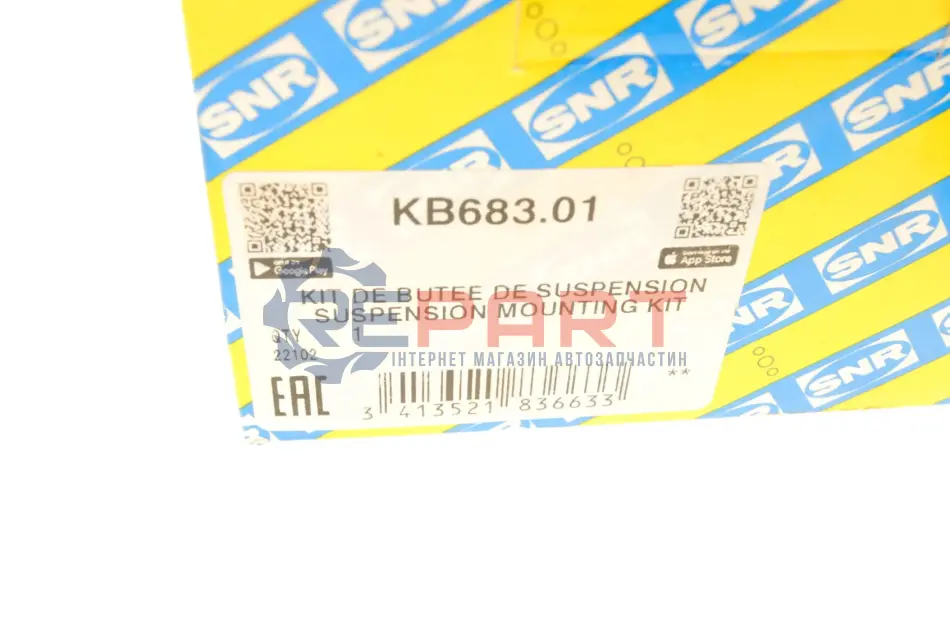 SNR
SNR
SNR
SNR
KB683.01
Google Play
App Store
KIT DE BUTEE DE SUSPENSION
SUSPENSION MOUNTING KIT
REPART
QTY 1
ІНТЕРНЕТ МАГАЗИН АВТОЗАПЧАСТИН
22102
**
EAC
3 413521 836633
SNR
SNR
SNR